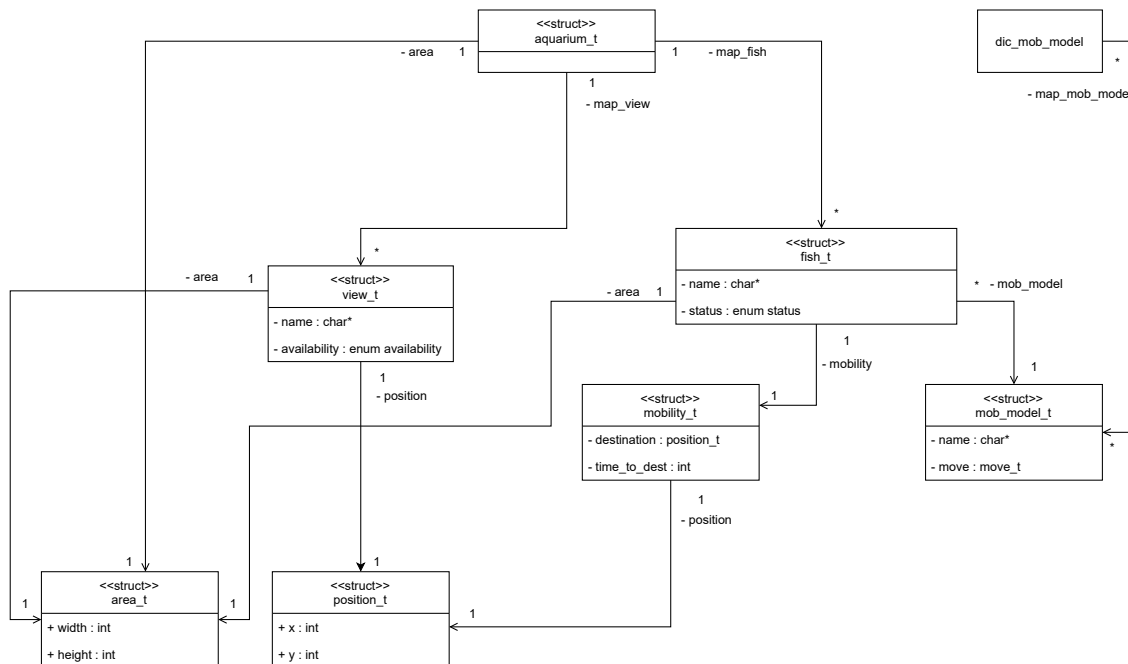 <<struct>>
aquarium_t
- area
1
1
- map_fish
1
- map_view
dic_mob_model
*
- map_mob_model
*
*
<<struct>>
fish_t
- name : char*
- status : enum status
- area
1
<<struct>>
view_t
- name : char*
- availability : enum availability
- area
1
*
- mob_model
1
- mobility
1
- position
1
1
<<struct>>
mobility_t
- destination : position_t
- time_to_dest : int
<<struct>>
mob_model_t
- name : char*
- move : move_t
*
1
- position
1
1
1
<<struct>>
area_t
+ width : int
+ height : int
1
<<struct>>
position_t
+ x : int
+ y : int
1